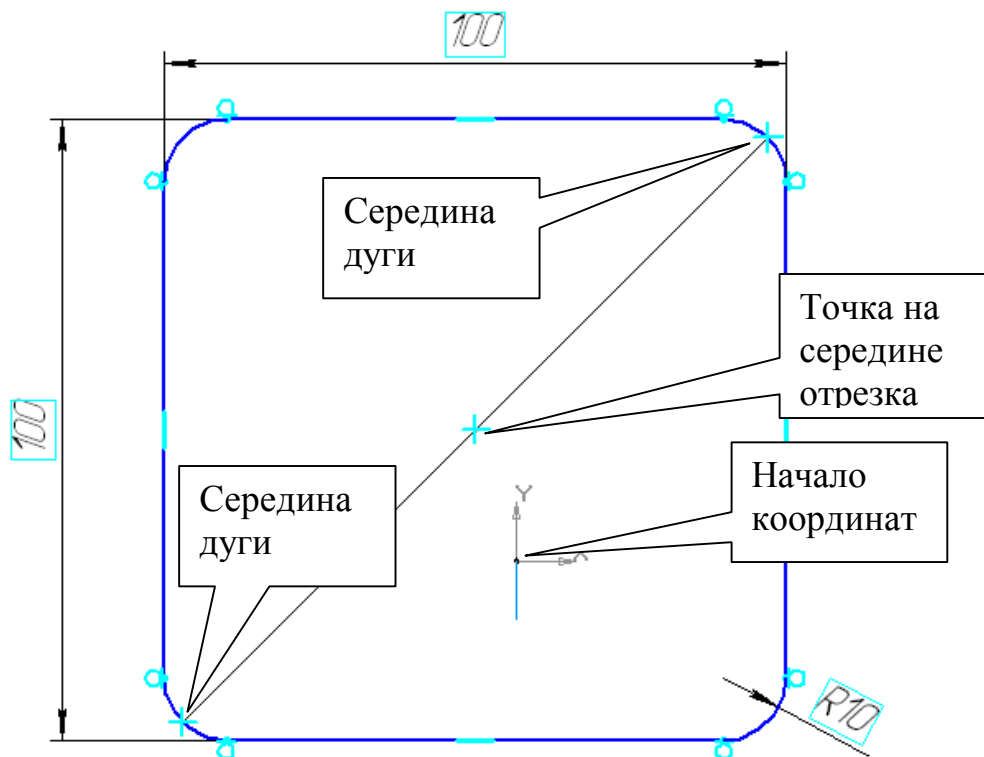 100
Середина
дуги
Точка на
середине
отрезка
100
Начало
координат
Середина
дуги
Y
X
R10